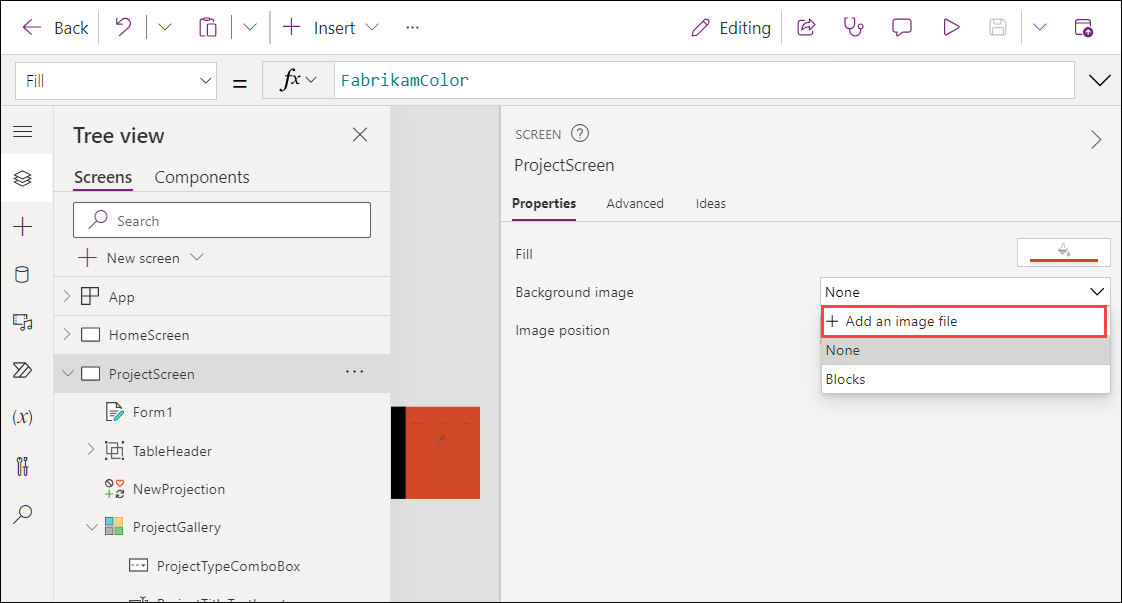 Back
Insert
...
Editing
Fill
=
fx
FabrikamColor
Tree view
Screens
Components
Search
New screen
App
HomeScreen
ProjectScreen
...
Form1
TableHeader
NewProjection
ProjectGallery
ProjectTypeComboBox
(x)
SCREEN ?
ProjectScreen
Properties
Advanced
Ideas
Fill
Background image
None
+ Add an image file
None
Blocks
Image position